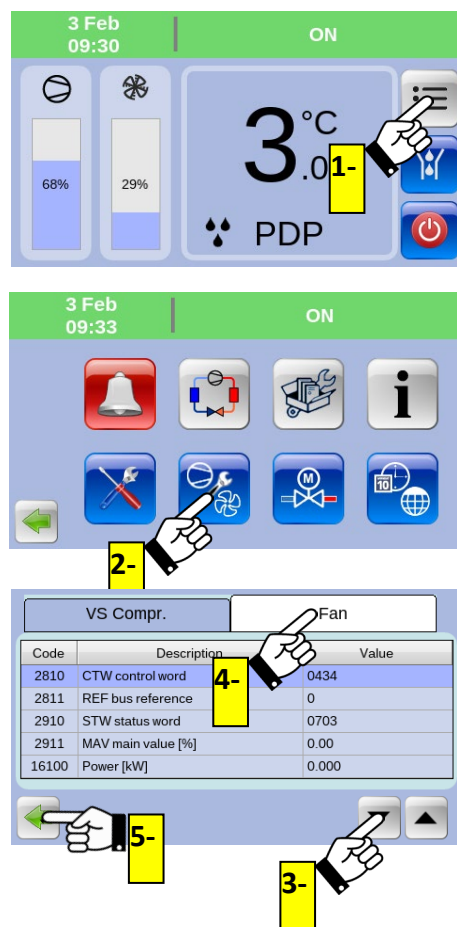 3 Feb
09:30
ON
68%
29%
3.0 °C
1-
PDP
3 Feb
09:33
ON
i
M
10
2-
VS Compr.
Fan
Code Description Value
2810 CTW control word 0434
4-
2811 REF bus reference 0
2910 STW status word 0703
2911 MAV main value [%] 0.00
16100 Power [kW] 0.000
5-
3-